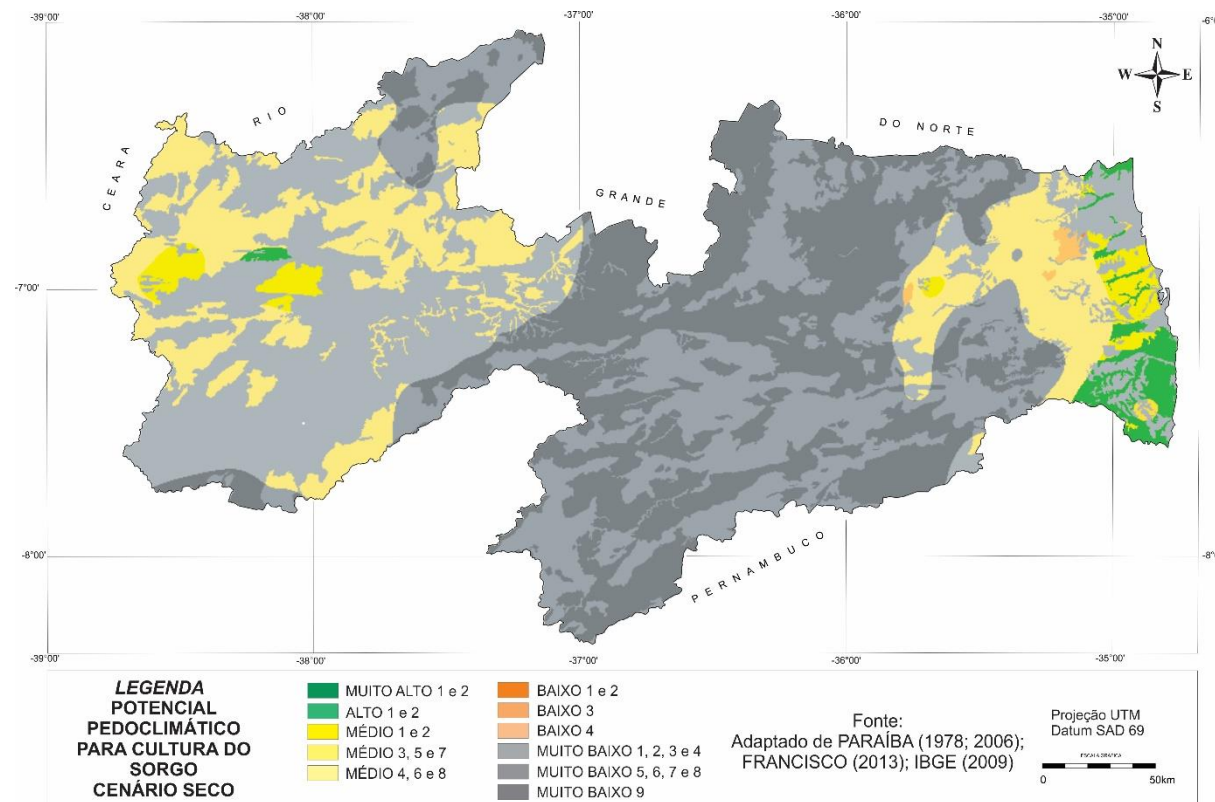 -39°00'
-38°00'
-37°00'
-36°00'
-35°00'
-6°0
N
W E
S
RIO
DO NORTE
CEARA
GRANDE
-7°00'
-8°00'
-8°
PERNAMBUCO
-39°00'
-38°00'
-37°00'
-36°00'
-35°00'
LEGENDA
POTENCIAL
PEDOCLIMÁTICO
PARA CULTURA DO
SORGO
CENÁRIO SECO
MUITO ALTO 1 e 2
ALTO 1 e 2
MÉDIO 1 e 2
MÉDIO 3, 5 e 7
MÉDIO 4, 6 e 8
BAIXO 1 e 2
BAIXO 3
BAIXO 4
MUITO BAIXO 1, 2, 3 e 4
MUITO BAIXO 5, 6, 7 e 8
MUITO BAIXO 9
Fonte:
Adaptado de PARAÍBA (1978; 2006);
FRANCISCO (2013); IBGE (2009)
Projeção UTM
Datum SAD 69
ESCALA GRÁFICA
0 50km